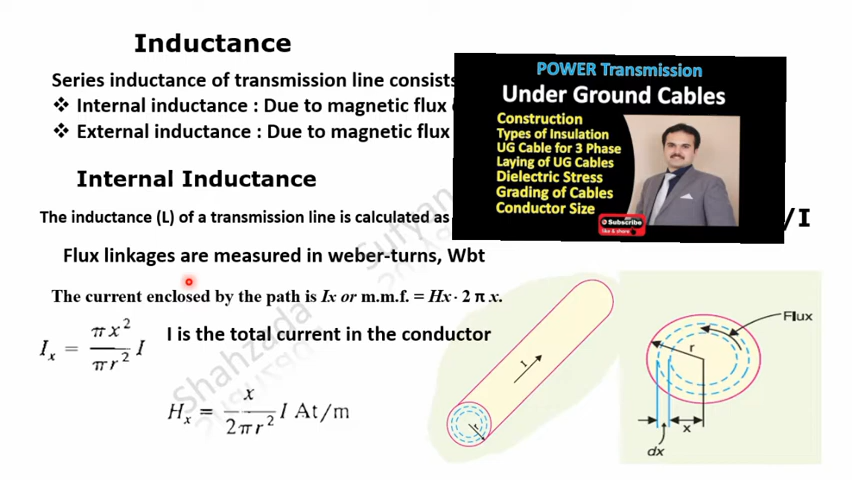 Inductance
Series inductance of transmission line consists
❖ Internal inductance : Due to magnetic flux
❖ External inductance : Due to magnetic flux
POWER Transmission
Under Ground Cables
Construction
Types of Insulation
UG Cable for 3 Phase
Laying of UG Cables
Dielectric Stress
Grading of Cables
Conductor Size
Subscribe
like & share
Internal Inductance
The inductance (L) of a transmission line is calculated as
/I
Flux linkages are measured in weber-turns, Wbt
The current enclosed by the path is Ix or m.m.f. = Hx · 2 π x.
I_x = πx² / πr² I
I is the total current in the conductor
H_x = x / 2πr² I At/m
Shahzada Sufyan
I
r
Flux
r
x
dx